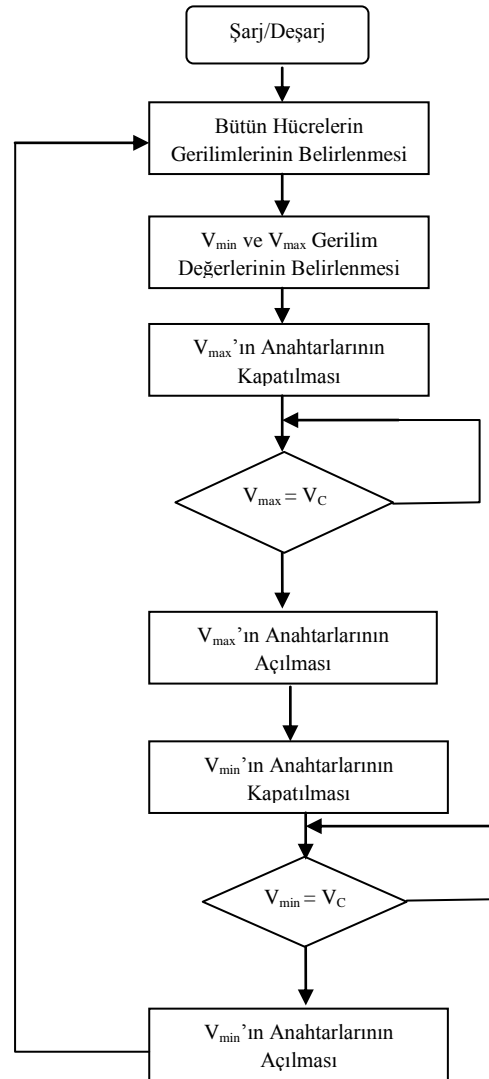 Şarj/Deşarj
Bütün Hücrelerin
Gerilimlerinin Belirlenmesi
Vmin ve Vmax Gerilim
Değerlerinin Belirlenmesi
Vmax’ın Anahtarlarının
Kapatılması
Vmax = VC
Vmax’ın Anahtarlarının
Açılması
Vmin’ın Anahtarlarının
Kapatılması
Vmin = VC
Vmin’ın Anahtarlarının
Açılması